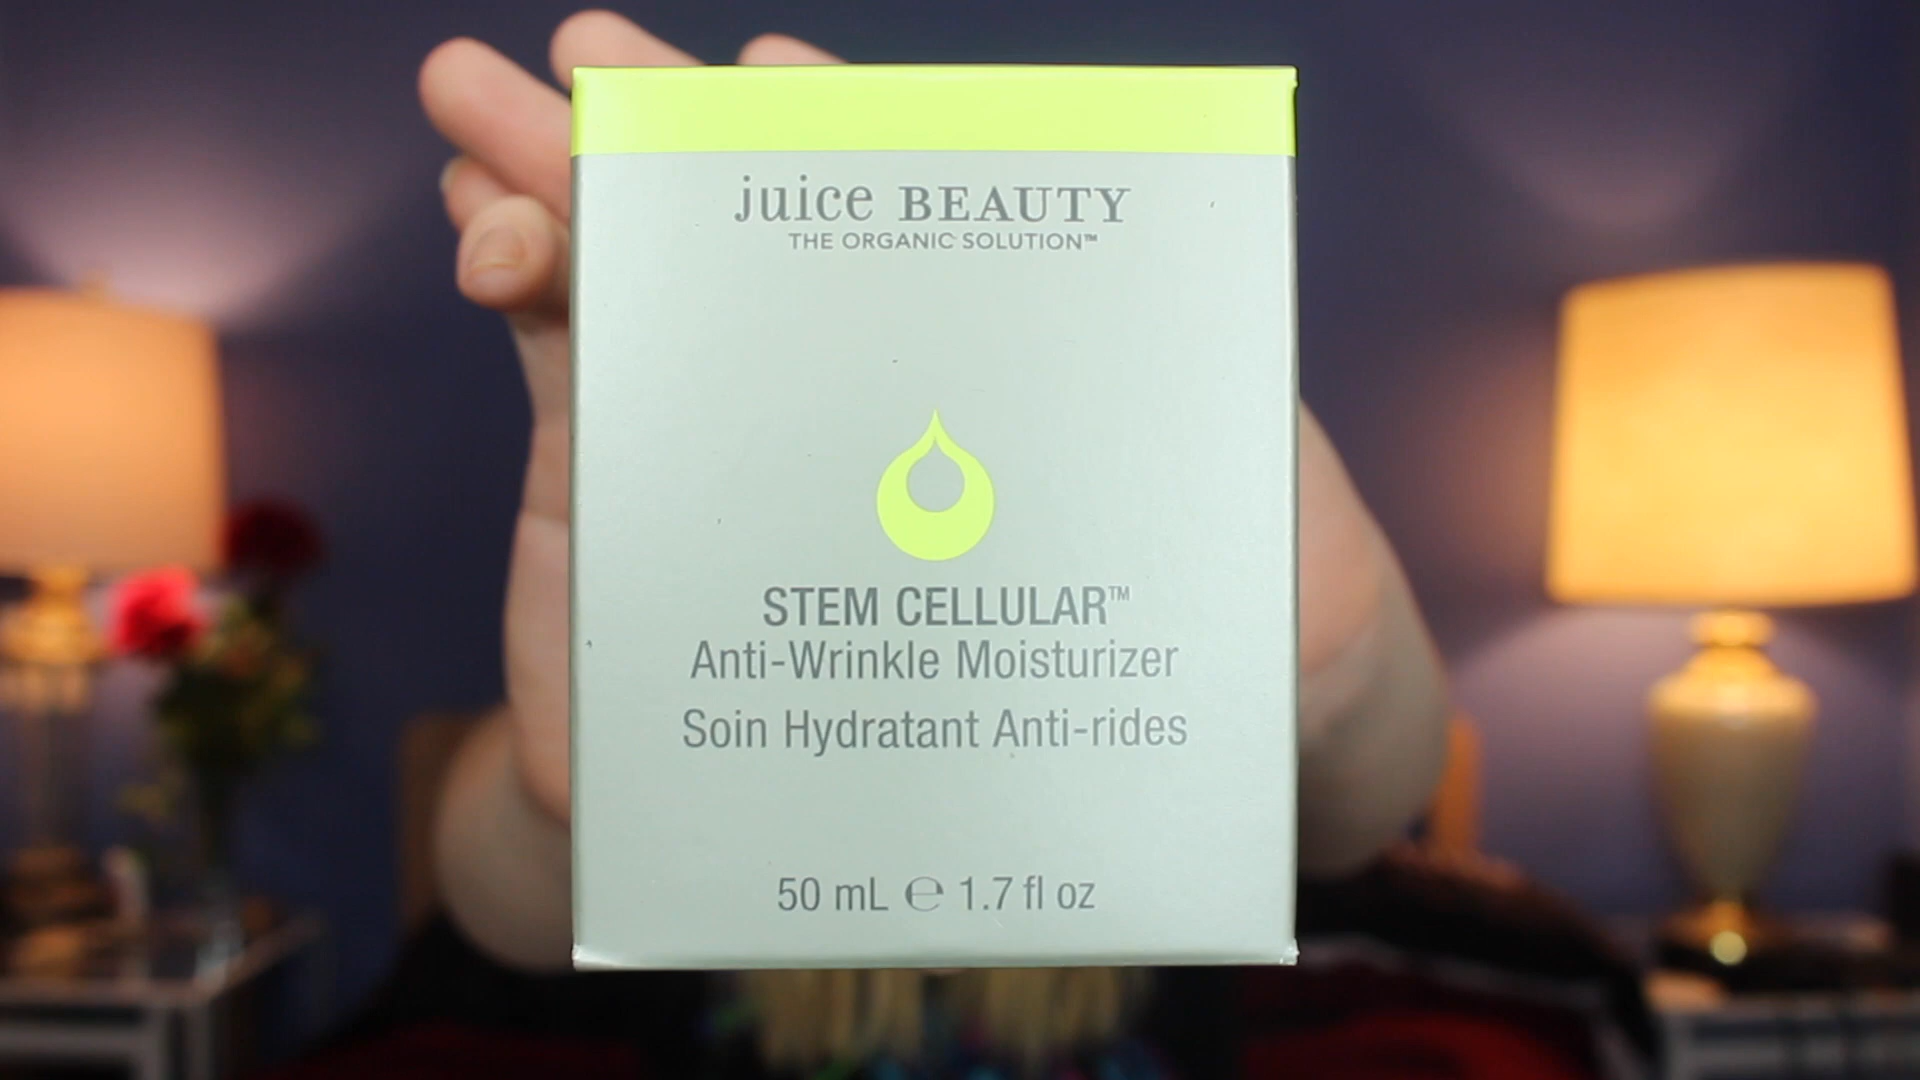 juice BEAUTY
THE ORGANIC SOLUTION™
STEM CELLULAR™
Anti-Wrinkle Moisturizer
Soin Hydratant Anti-rides
50 mL ℮ 1.7 fl oz